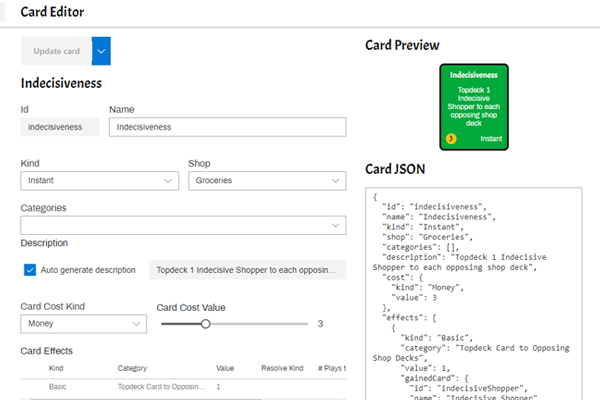 Card Editor
Update card
Indecisiveness
Id
Name
indecisiveness
Indecisiveness
Kind
Shop
Instant
Groceries
Categories
Description
Auto generate description
Topdeck 1 Indecisive Shopper to each opposin...
Card Cost Kind
Card Cost Value
Money
3
Card Effects
Kind
Category
Value
Resolve Kind
# Plays t
Basic
Topdeck Card to Opposin...
1
Card Preview
Indecisiveness
Topdeck 1
Indecisive
Shopper to each
opposing shop
deck
3
Instant
Card JSON
{
"id": "indecisiveness",
"name": "Indecisiveness",
"kind": "Instant",
"shop": "Groceries",
"categories": [],
"description": "Topdeck 1 Indecisive
Shopper to each opposing shop deck",
"cost": {
"kind": "Money",
"value": 3
},
"effects": [
{
"kind": "Basic",
"category": "Topdeck Card to Opposing
Shop Decks",
"value": 1,
"gainedCard": {
"id": "indecisiveShopper",
"name": "Indecisive Shopper"